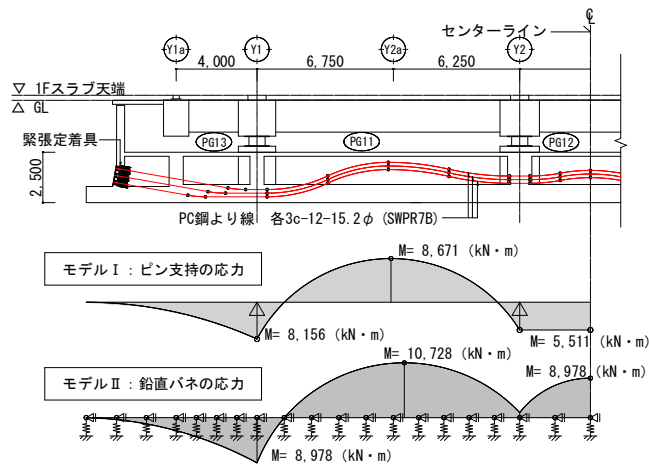 ℄
センターライン
Y1a Y1 Y2a Y2
4,000 6,750 6,250
▽ 1Fスラブ天端
△ GL
緊張定着具
PG13 PG11 PG12
2,500
PC鋼より線 各3c-12-15.2φ (SWPR7B)
M= 8,671 (kN・m)
モデルⅠ：ピン支持の応力
M= 8,156 (kN・m)
M= 5,511 (kN・m)
M= 10,728 (kN・m)
M= 8,978 (kN・m)
モデルⅡ：鉛直バネの応力
M= 8,978 (kN・m)